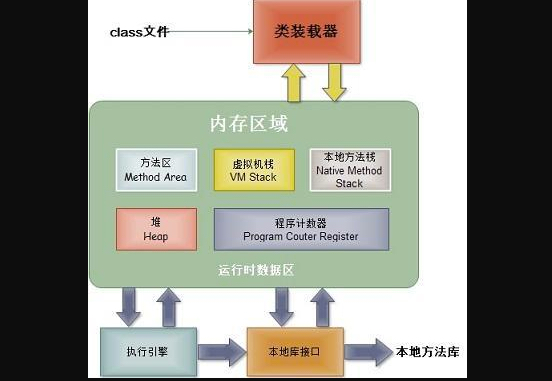 class文件
类装载器
内存区域
方法区
Method Area
虚拟机栈
VM Stack
本地方法栈
Native Method
Stack
堆
Heap
程序计数器
Program Couter Register
运行时数据区
执行引擎
本地库接口
本地方法库